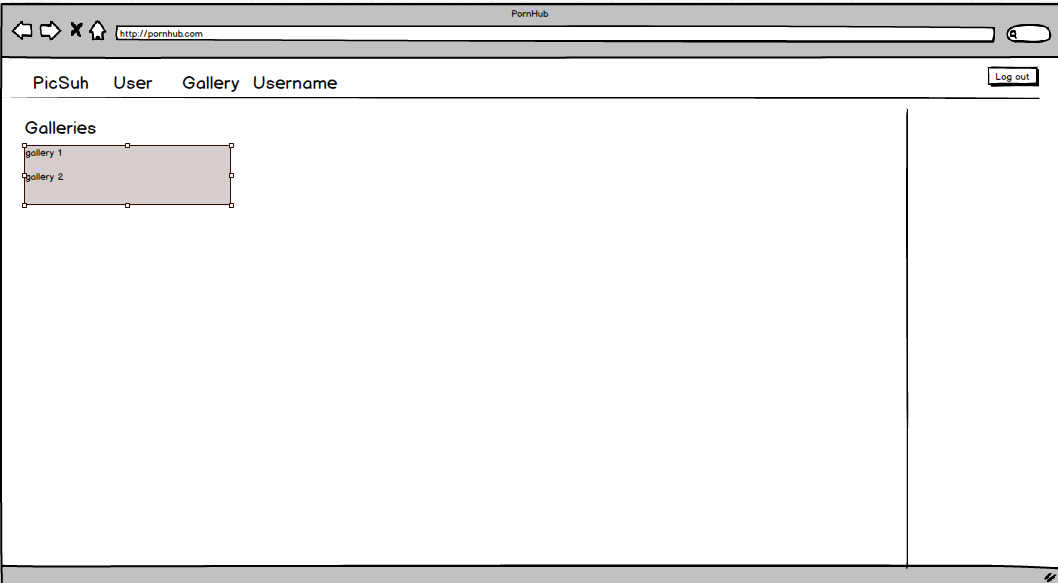 PornHub
http://pornhub.com
PicSuh User Gallery Username
Log out
Galleries
gallery 1
gallery 2